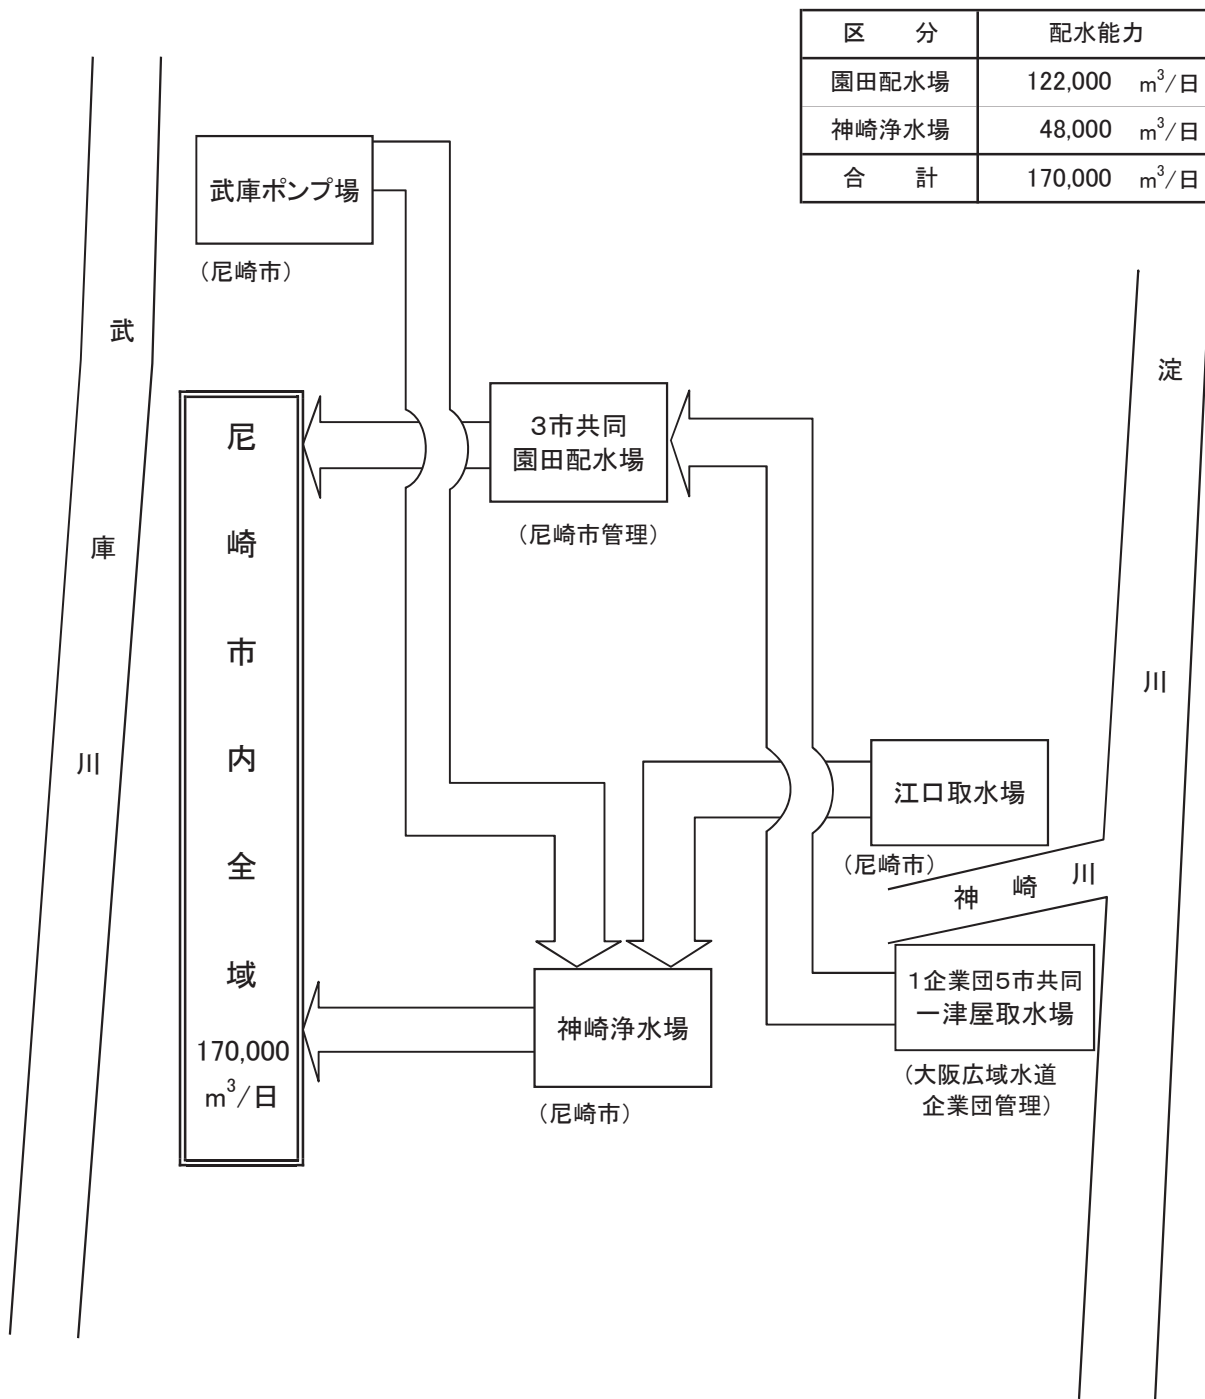 区 分 配水能力
園田配水場 122,000 m³/日
神崎浄水場 48,000 m³/日
合 計 170,000 m³/日
武庫ポンプ場
(尼崎市)
武庫川
淀川
3市共同
園田配水場
(尼崎市管理)
尼崎市内全域
170,000
m³/日
江口取水場
(尼崎市)
神崎川
1企業団5市共同
一津屋取水場
(大阪広域水道
企業団管理)
神崎浄水場
(尼崎市)